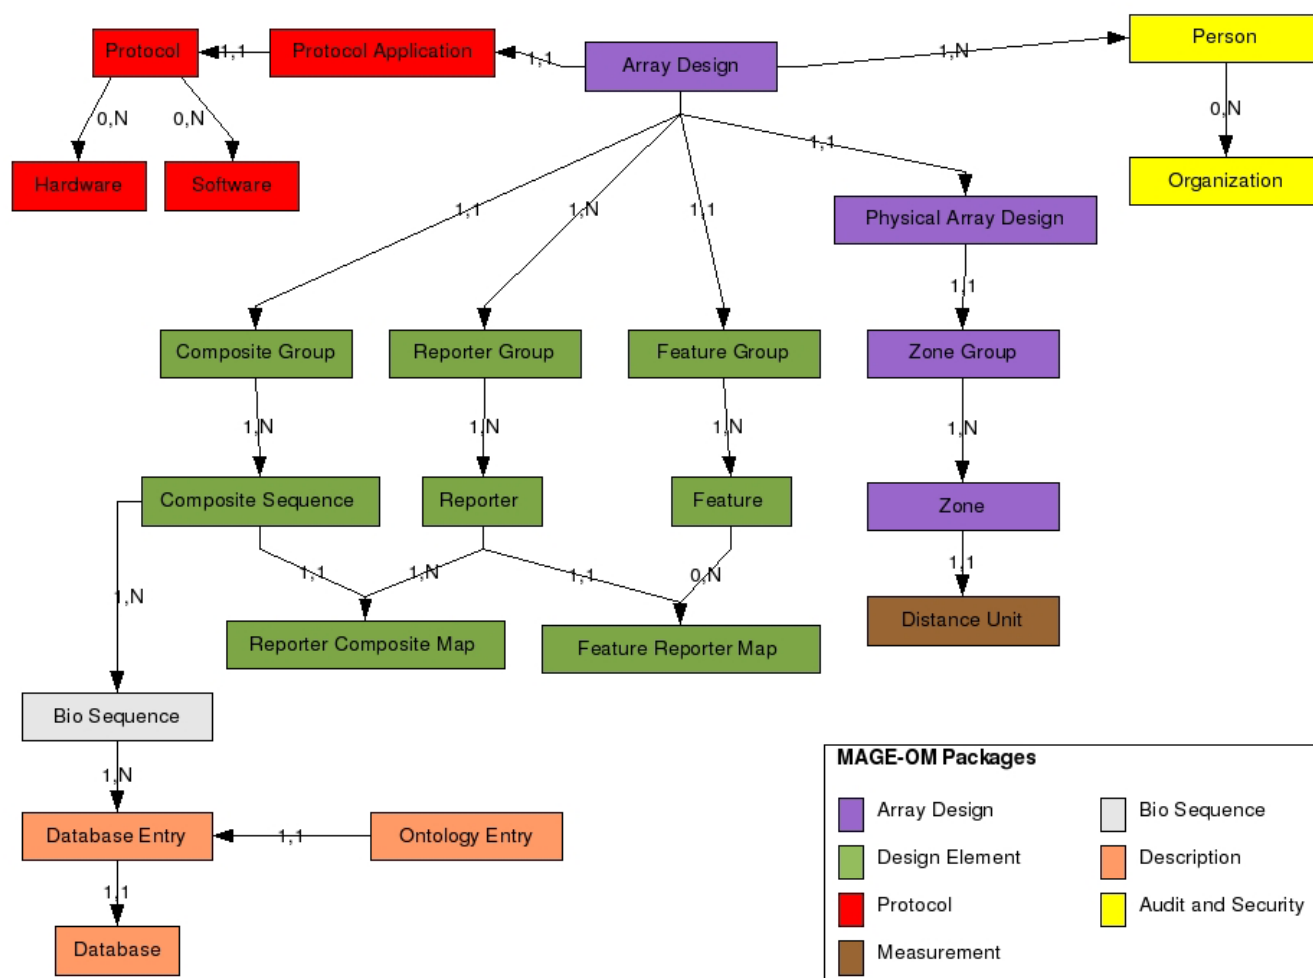 Protocol
1,1
Protocol Application
1,1
Array Design
1,N
Person
0,N
0,N
0,N
Hardware
Software
1,1
Organization
1,1
1,N
1,1
Physical Array Design
1,1
Composite Group
Reporter Group
Feature Group
Zone Group
1,N
1,N
1,N
1,N
Composite Sequence
Reporter
Feature
Zone
1,1
1,N
1,1
0,N
1,1
1,N
Reporter Composite Map
Feature Reporter Map
Distance Unit
Bio Sequence
1,N
Database Entry
1,1
Ontology Entry
1,1
Database
MAGE-OM Packages
Array Design
Bio Sequence
Design Element
Description
Protocol
Audit and Security
Measurement